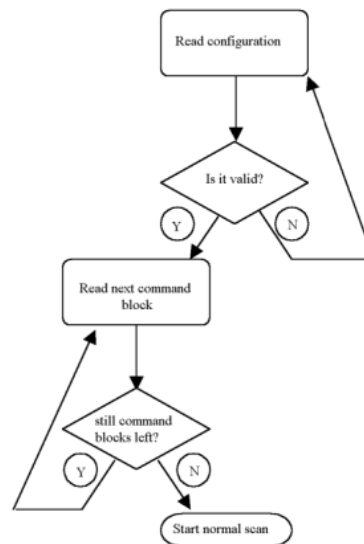 Read configuration
Is it valid?
Y
N
Read next command
block
still command
blocks left?
Y
N
Start normal scan